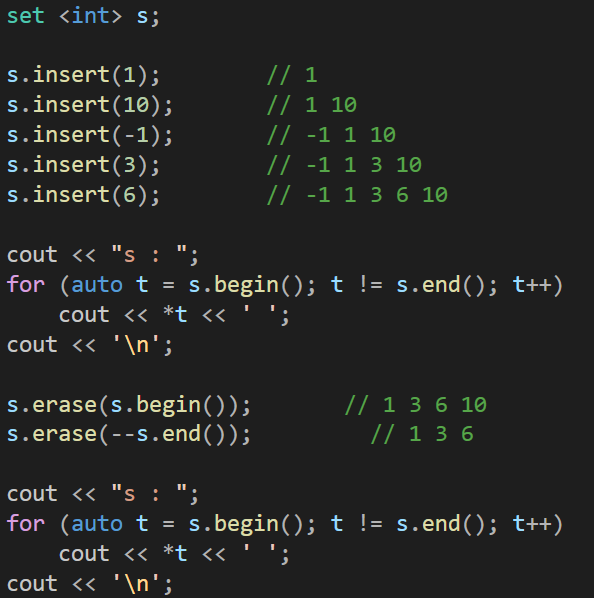 set <int> s;
s.insert(1);        // 1
s.insert(10);       // 1 10
s.insert(-1);       // -1 1 10
s.insert(3);        // -1 1 3 10
s.insert(6);        // -1 1 3 6 10
cout << "s : ";
for (auto t = s.begin(); t != s.end(); t++)
    cout << *t << ' ';
cout << '\n';
s.erase(s.begin());       // 1 3 6 10
s.erase(--s.end());         // 1 3 6
cout << "s : ";
for (auto t = s.begin(); t != s.end(); t++)
    cout << *t << ' ';
cout << '\n';